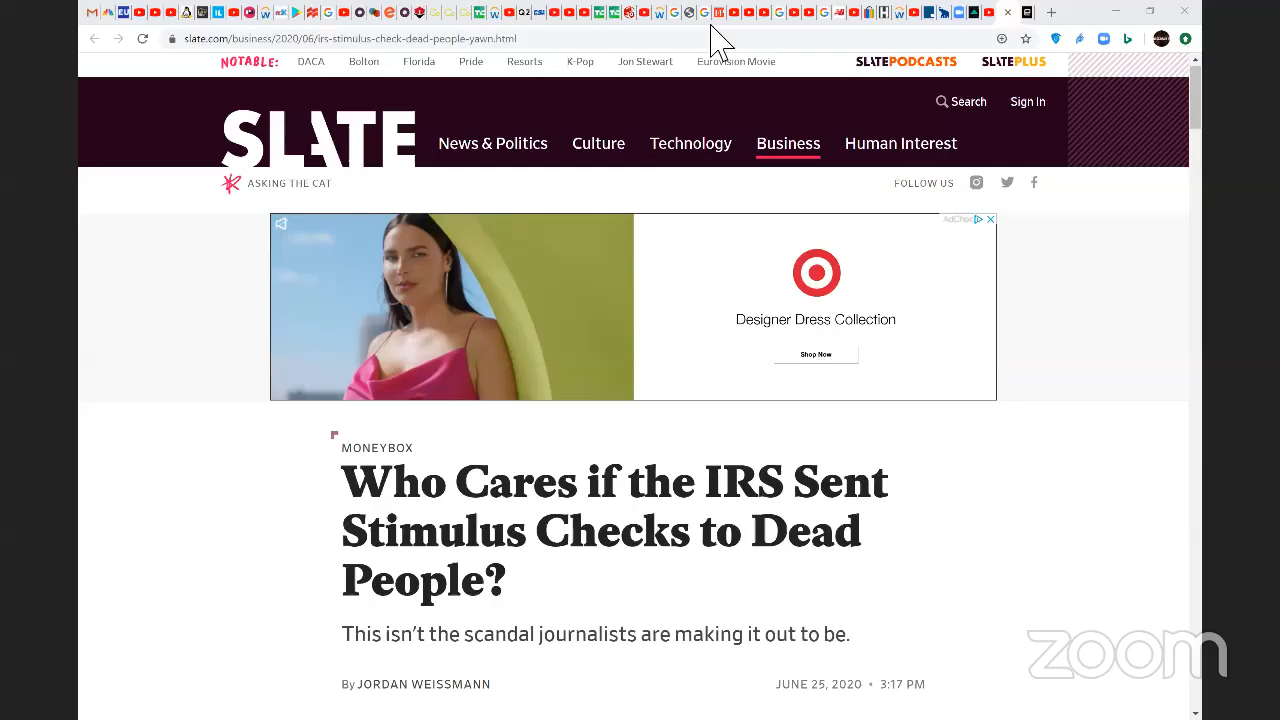 slate.com/business/2020/06/irs-stimulus-check-dead-people-yawn.html
NOTABLE: DACA Bolton Florida Pride Resorts K-Pop Jon Stewart Eurovision Movie SLATEPODCASTS SLATEPLUS
Search Sign In
SLATE News & Politics Culture Technology Business Human Interest
ASKING THE CAT FOLLOW US
Designer Dress Collection
Shop Now
MONEYBOX
Who Cares if the IRS Sent
Stimulus Checks to Dead
People?
This isn't the scandal journalists are making it out to be.
By JORDAN WEISSMANN JUNE 25, 2020 • 3:17 PM
zoom